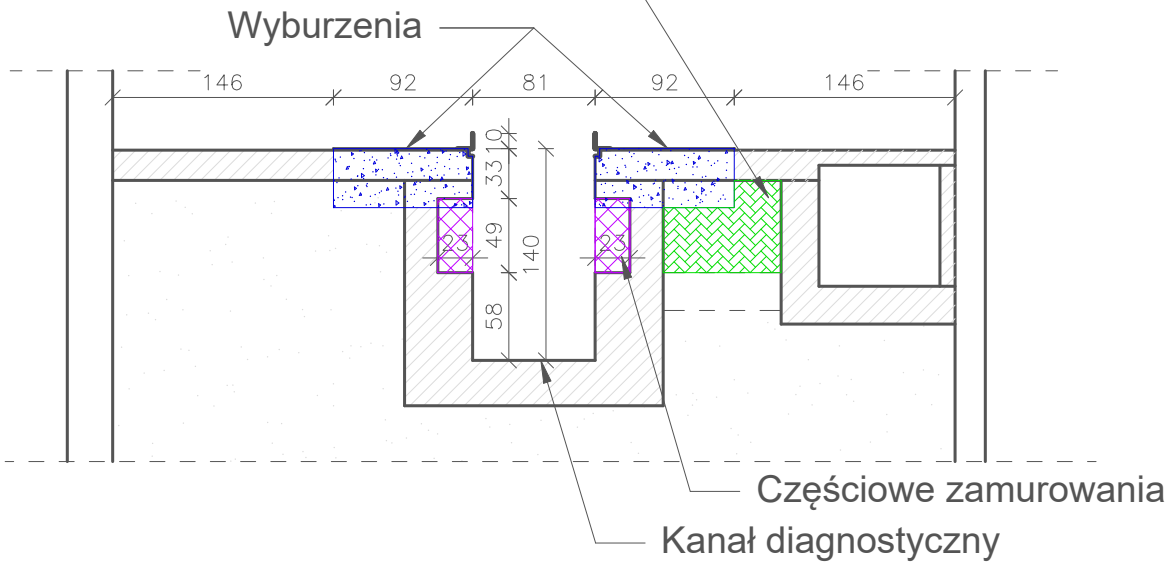 Wyburzenia
146 92 81 92 146
10
33
49
58
140
23 23
Częściowe zamurowania
Kanał diagnostyczny